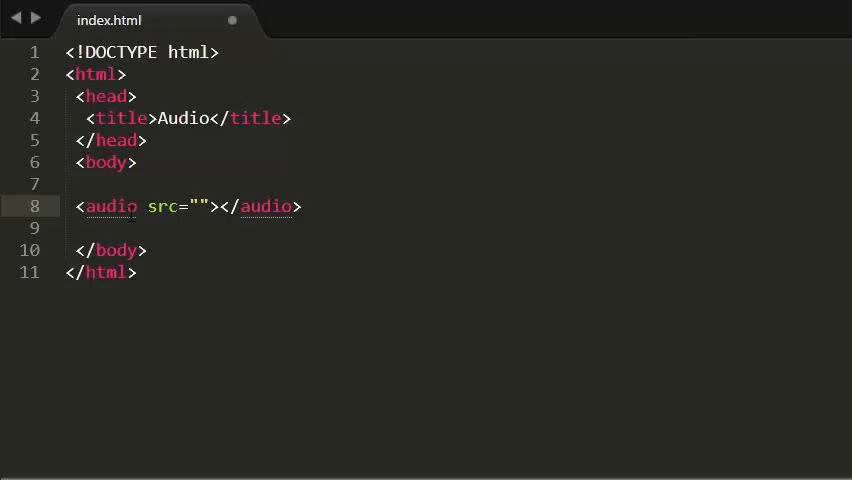 index.html
1 <!DOCTYPE html>
2 <html>
3 <head>
4 <title>Audio</title>
5 </head>
6 <body>
7
8 <audio src=""></audio>
9
10 </body>
11 </html>